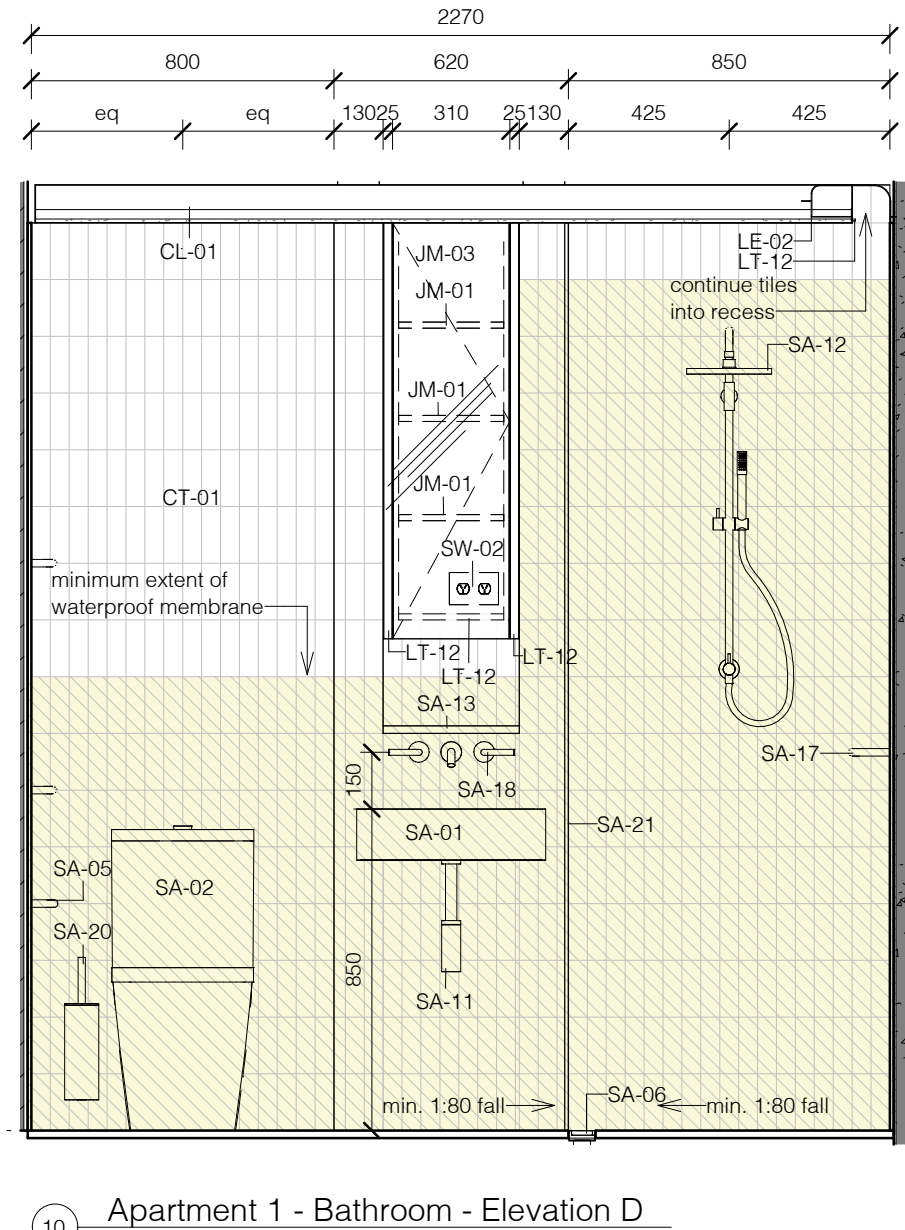 2270
800 620 850
eq eq 130 25 310 25 130 425 425
CL-01
JM-03
LE-02
LT-12
JM-01
continue tiles
into recess
SA-12
JM-01
CT-01
JM-01
SW-02
minimum extent of
waterproof membrane
LT-12
LT-12
LT-12
SA-13
SA-17
150
SA-18
SA-01
SA-21
SA-05
SA-02
SA-20
850
SA-11
min. 1:80 fall
SA-06
min. 1:80 fall
10
Apartment 1 - Bathroom - Elevation D